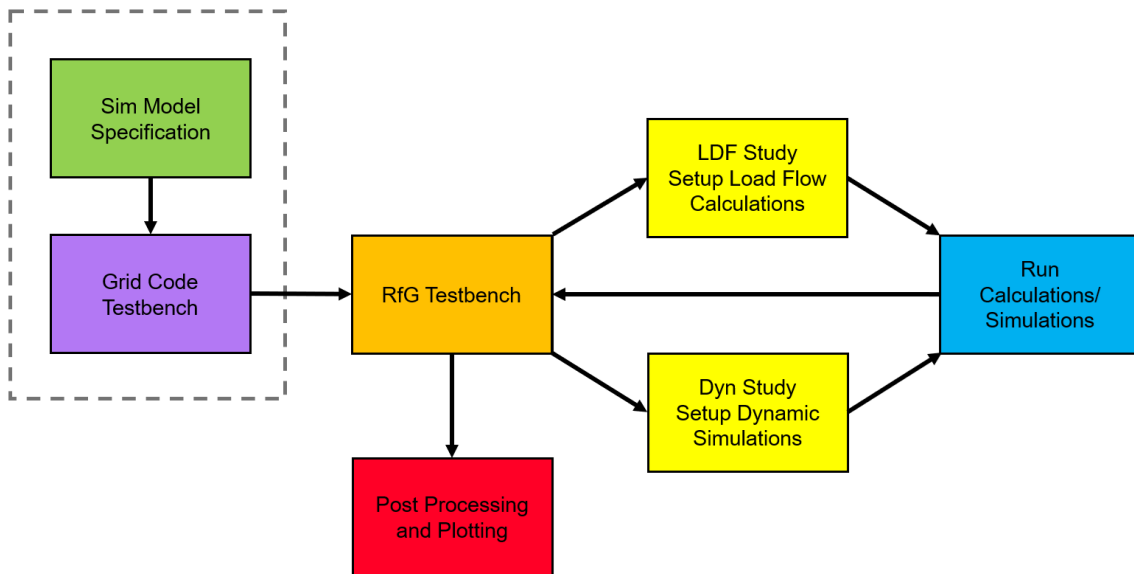 Sim Model
Specification
Grid Code
Testbench
RfG Testbench
LDF Study
Setup Load Flow
Calculations
Dyn Study
Setup Dynamic
Simulations
Run
Calculations/
Simulations
Post Processing
and Plotting